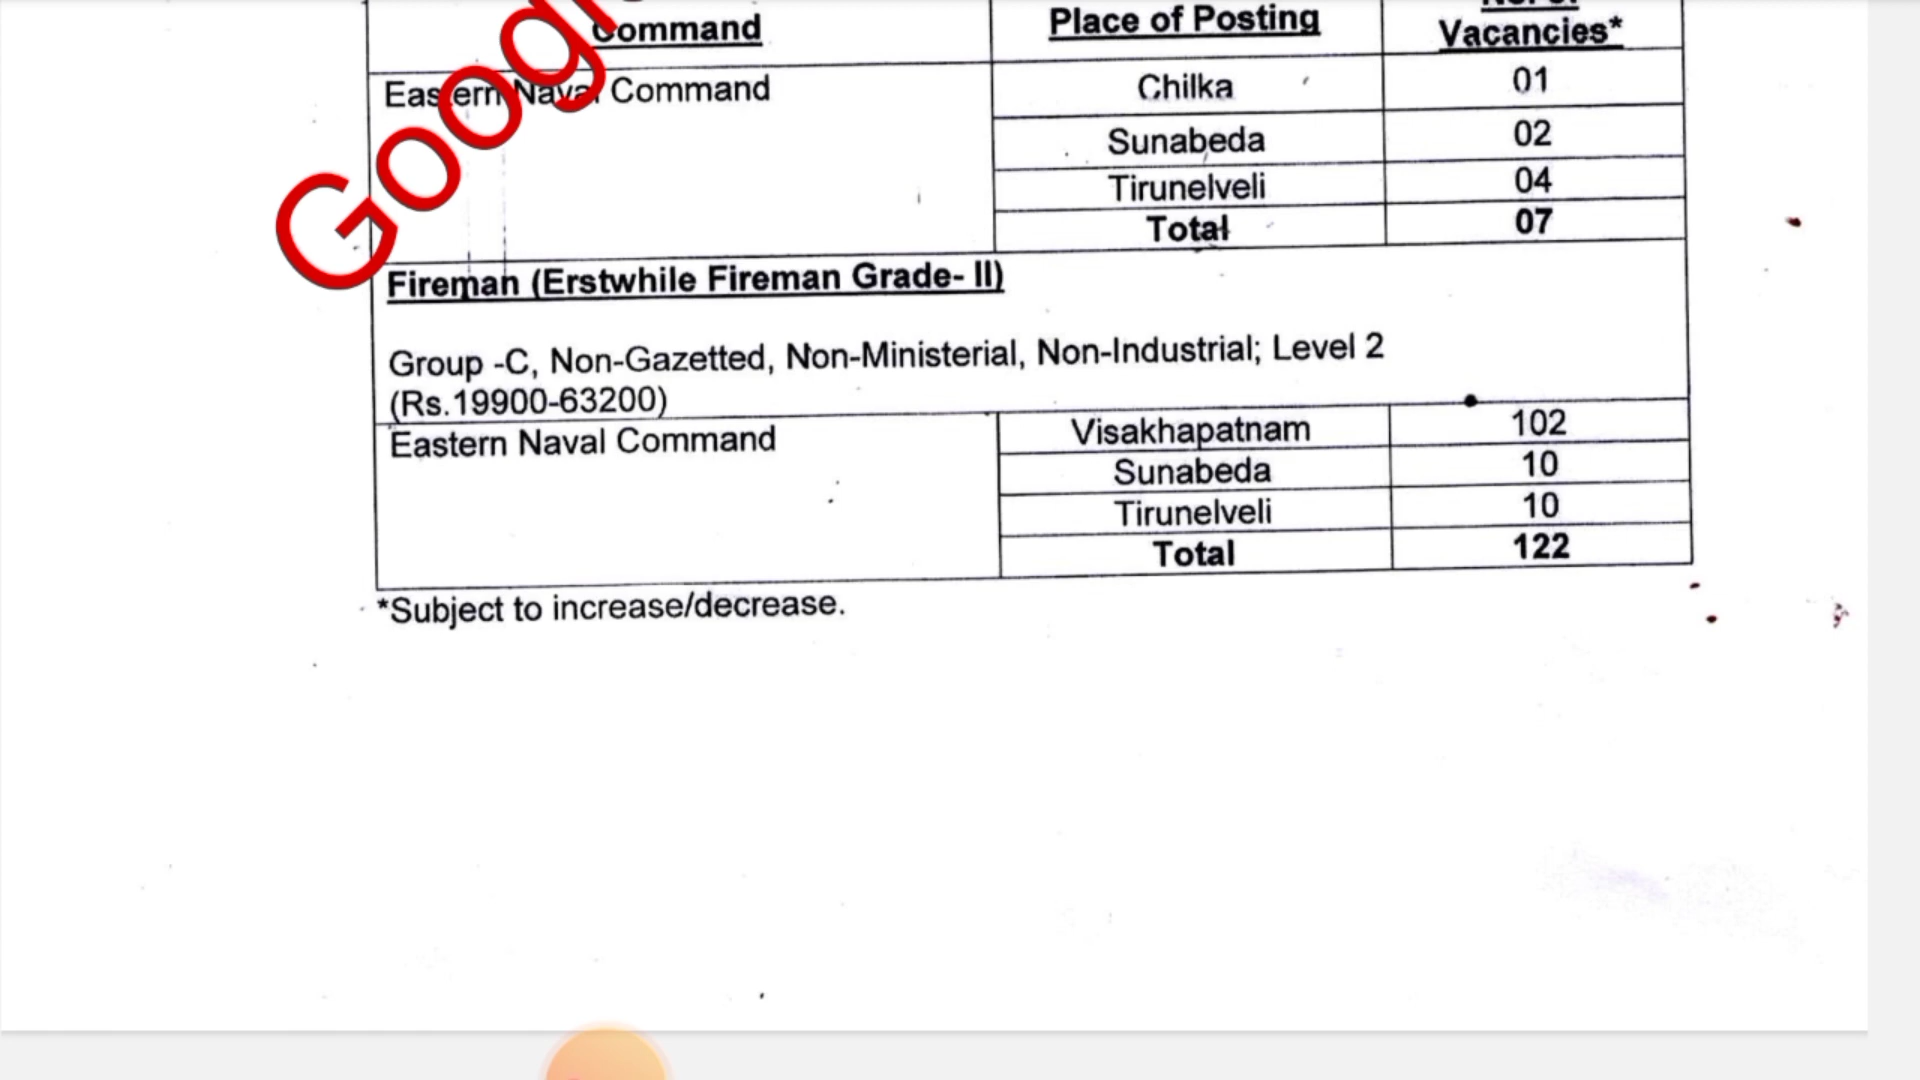 Command Place of Posting Vacancies*
Eastern Naval Command Chilka 01
Sunabeda 02
Tirunelveli 04
Total 07
Fireman (Erstwhile Fireman Grade- II)
Group -C, Non-Gazetted, Non-Ministerial, Non-Industrial; Level 2
(Rs.19900-63200)
Eastern Naval Command Visakhapatnam 102
Sunabeda 10
Tirunelveli 10
Total 122
*Subject to increase/decrease.